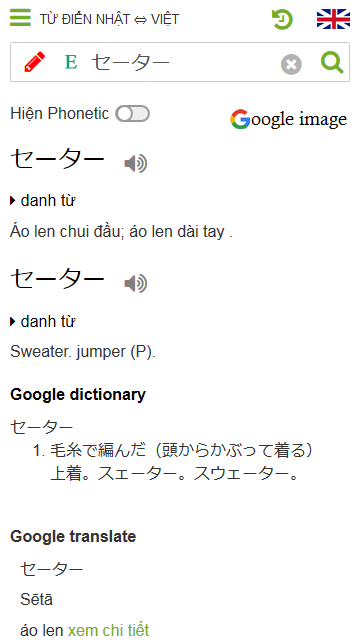 TỪ ĐIỂN NHẬT ⇔ VIỆT
E セーター
Hiện Phonetic
Google image
セーター
danh từ
Áo len chui đầu; áo len dài tay .
セーター
danh từ
Sweater. jumper (P).
Google dictionary
セーター
1. 毛糸で編んだ（頭からかぶって着る）
上着。スェーター。スウェーター。
Google translate
セーター
Sētā
áo len xem chi tiết